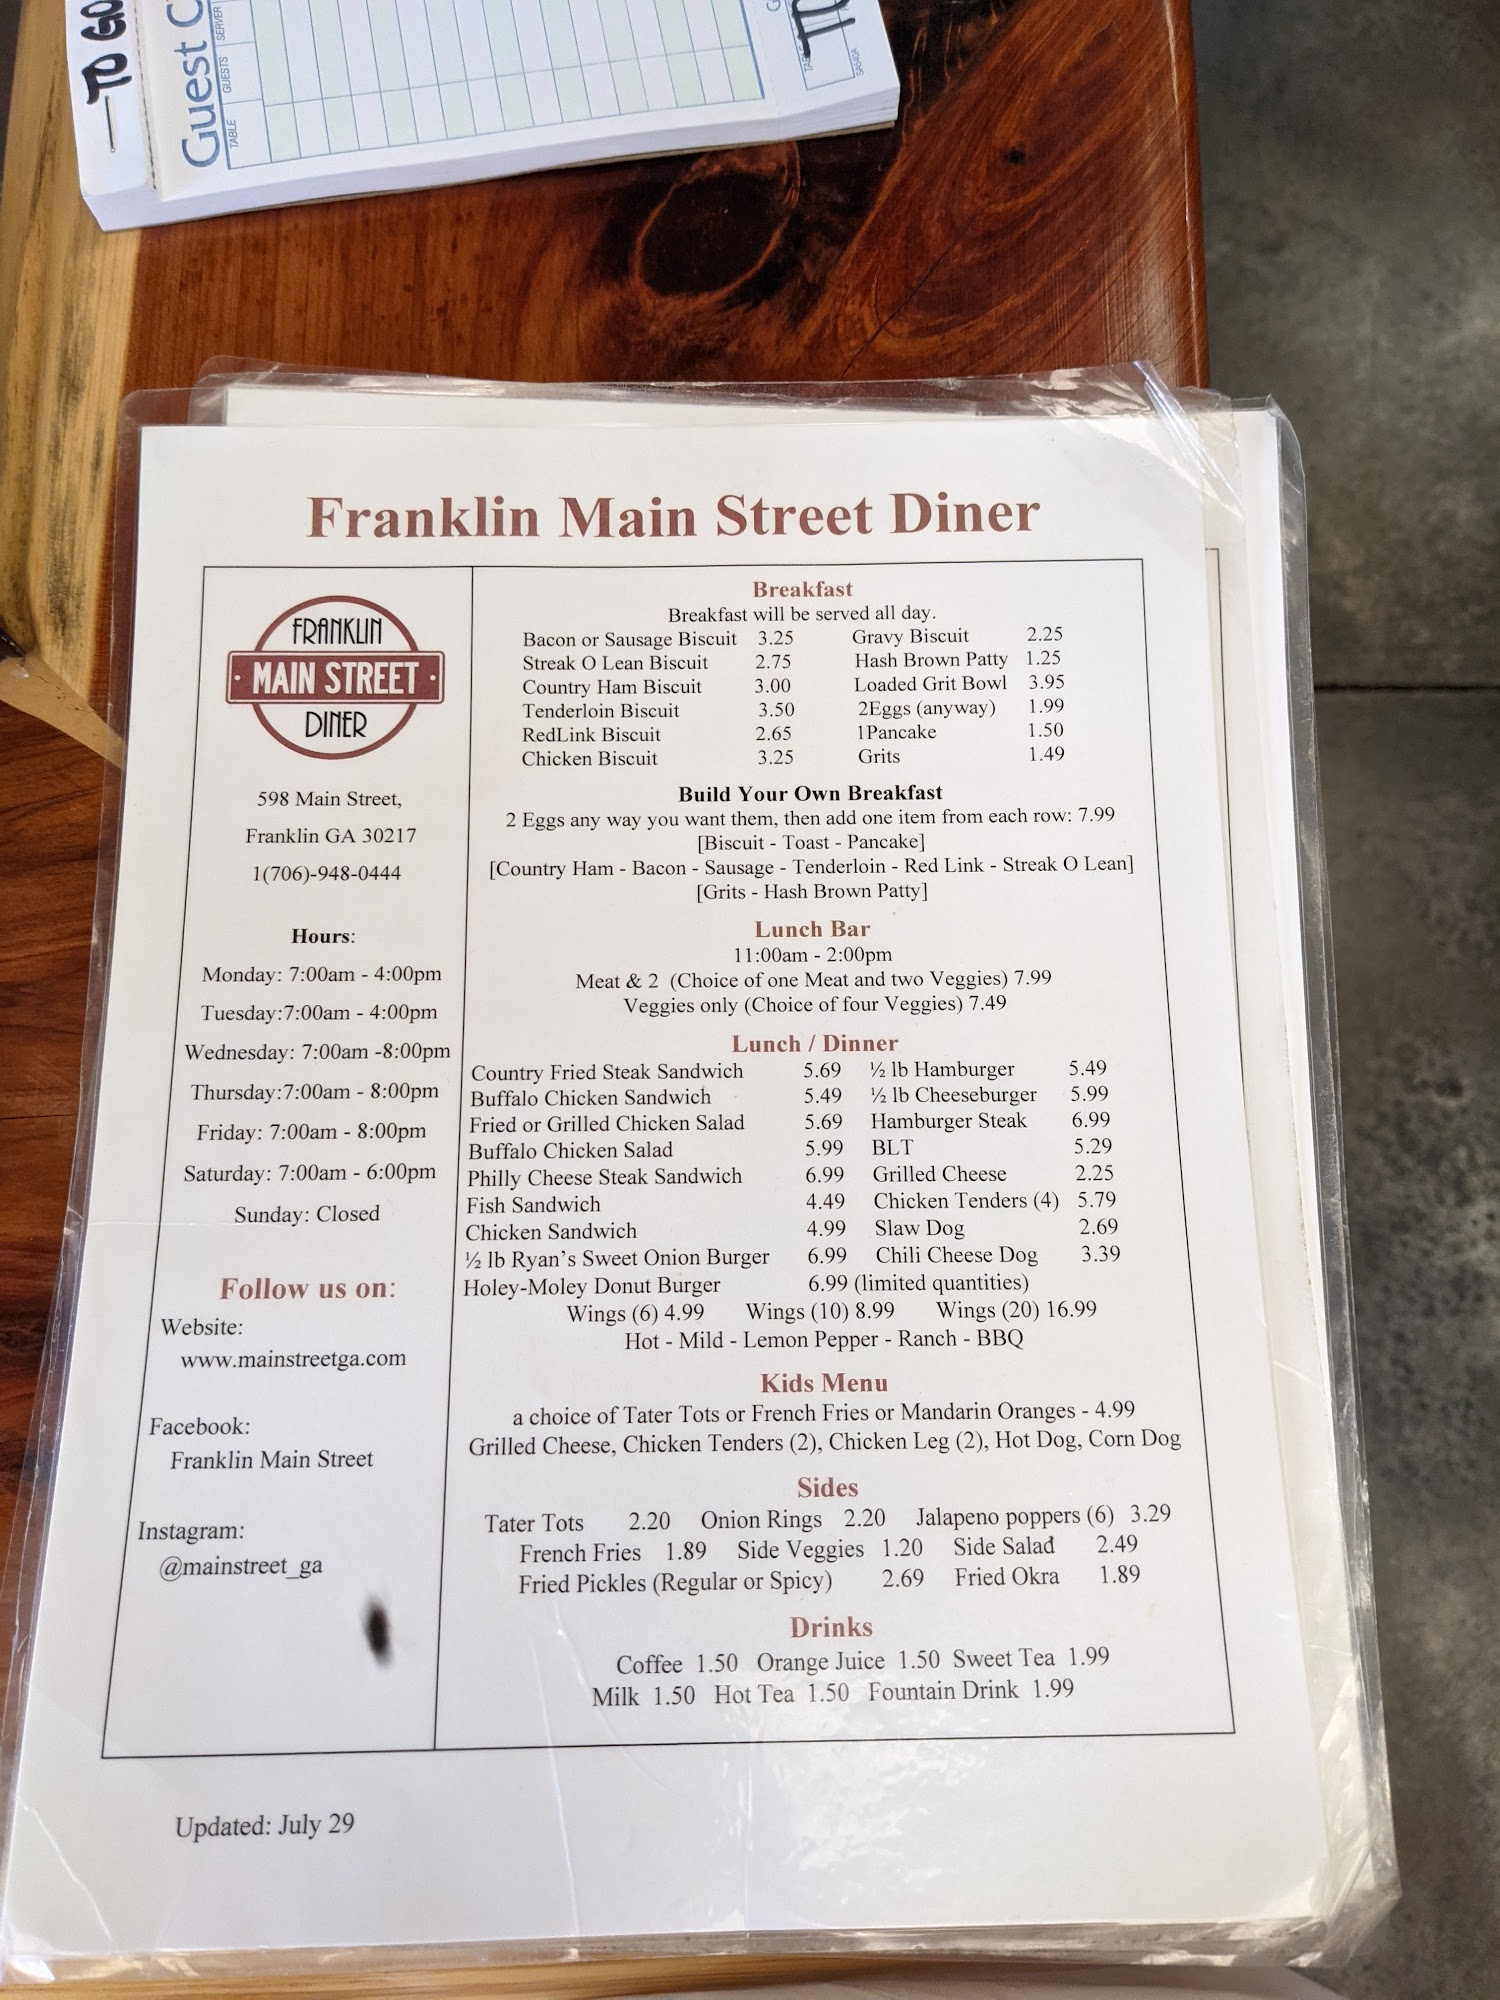 TO GO
Guest
TABLE GUESTS SERVER
Franklin Main Street Diner
FRANKLIN
MAIN STREET
DINER
598 Main Street,
Franklin GA 30217
1(706)-948-0444
Hours:
Monday: 7:00am - 4:00pm
Tuesday:7:00am - 4:00pm
Wednesday: 7:00am -8:00pm
Thursday:7:00am - 8:00pm
Friday: 7:00am - 8:00pm
Saturday: 7:00am - 6:00pm
Sunday: Closed
Follow us on:
Website:
www.mainstreetga.com
Facebook:
Franklin Main Street
Instagram:
@mainstreet_ga
Breakfast
Breakfast will be served all day.
Bacon or Sausage Biscuit 3.25 Gravy Biscuit 2.25
Streak O Lean Biscuit 2.75 Hash Brown Patty 1.25
Country Ham Biscuit 3.00 Loaded Grit Bowl 3.95
Tenderloin Biscuit 3.50 2Eggs (anyway) 1.99
RedLink Biscuit 2.65 1Pancake 1.50
Chicken Biscuit 3.25 Grits 1.49
Build Your Own Breakfast
2 Eggs any way you want them, then add one item from each row: 7.99
[Biscuit - Toast - Pancake]
[Country Ham - Bacon - Sausage - Tenderloin - Red Link - Streak O Lean]
[Grits - Hash Brown Patty]
Lunch Bar
11:00am - 2:00pm
Meat & 2 (Choice of one Meat and two Veggies) 7.99
Veggies only (Choice of four Veggies) 7.49
Lunch / Dinner
Country Fried Steak Sandwich 5.69 ½ lb Hamburger 5.49
Buffalo Chicken Sandwich 5.49 ½ lb Cheeseburger 5.99
Fried or Grilled Chicken Salad 5.69 Hamburger Steak 6.99
Buffalo Chicken Salad 5.99 BLT 5.29
Philly Cheese Steak Sandwich 6.99 Grilled Cheese 2.25
Fish Sandwich 4.49 Chicken Tenders (4) 5.79
Chicken Sandwich 4.99 Slaw Dog 2.69
½ lb Ryan's Sweet Onion Burger 6.99 Chili Cheese Dog 3.39
Holey-Moley Donut Burger 6.99 (limited quantities)
Wings (6) 4.99 Wings (10) 8.99 Wings (20) 16.99
Hot - Mild - Lemon Pepper - Ranch - BBQ
Kids Menu
a choice of Tater Tots or French Fries or Mandarin Oranges - 4.99
Grilled Cheese, Chicken Tenders (2), Chicken Leg (2), Hot Dog, Corn Dog
Sides
Tater Tots 2.20 Onion Rings 2.20 Jalapeno poppers (6) 3.29
French Fries 1.89 Side Veggies 1.20 Side Salad 2.49
Fried Pickles (Regular or Spicy) 2.69 Fried Okra 1.89
Drinks
Coffee 1.50 Orange Juice 1.50 Sweet Tea 1.99
Milk 1.50 Hot Tea 1.50 Fountain Drink 1.99
Updated: July 29